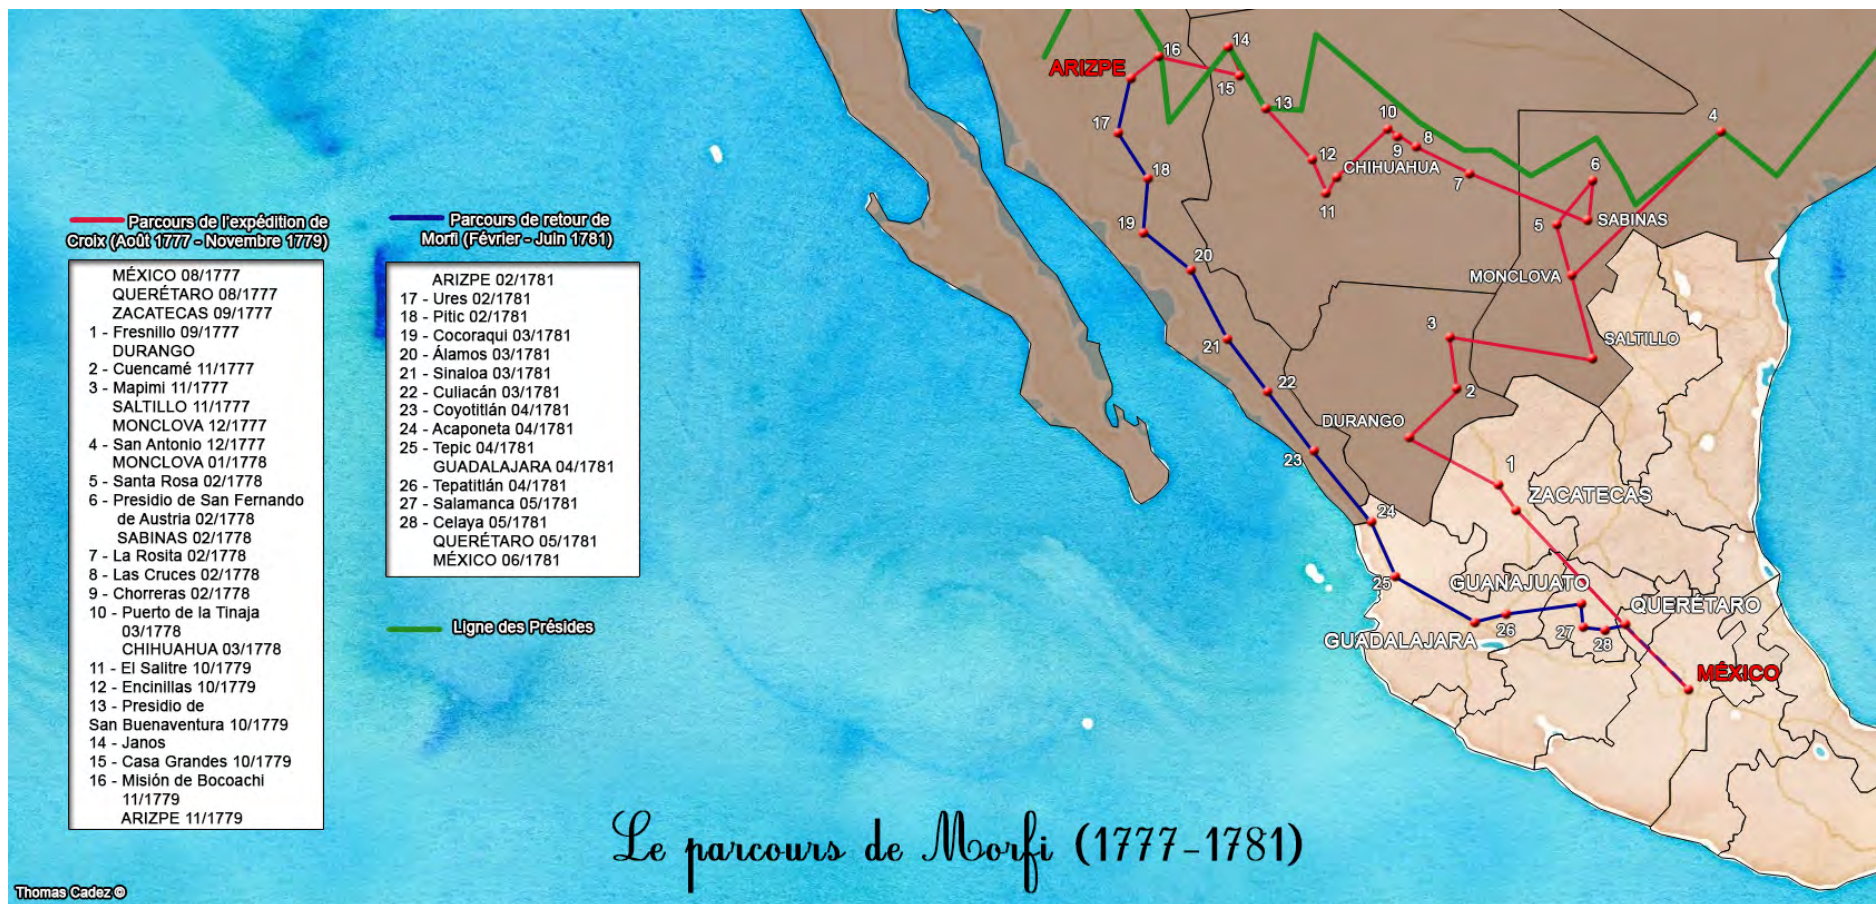 Parcours de l'expédition de
Croix (Août 1777 - Novembre 1779)
MÉXICO 08/1777
QUERÉTARO 08/1777
ZACATECAS 09/1777
1 - Fresnillo 09/1777
DURANGO
2 - Cuencamé 11/1777
3 - Mapimi 11/1777
SALTILLO 11/1777
MONCLOVA 12/1777
4 - San Antonio 12/1777
MONCLOVA 01/1778
5 - Santa Rosa 02/1778
6 - Presidio de San Fernando
de Austria 02/1778
SABINAS 02/1778
7 - La Rosita 02/1778
8 - Las Cruces 02/1778
9 - Chorreras 02/1778
10 - Puerto de la Tinaja
03/1778
CHIHUAHUA 03/1778
11 - El Salitre 10/1779
12 - Encinillas 10/1779
13 - Presidio de
San Buenaventura 10/1779
14 - Janos
15 - Casa Grandes 10/1779
16 - Misión de Bocoachi
11/1779
ARIZPE 11/1779
Parcours de retour de
Morfi (Février - Juin 1781)
ARIZPE 02/1781
17 - Ures 02/1781
18 - Pitic 02/1781
19 - Cocoraqui 03/1781
20 - Álamos 03/1781
21 - Sinaloa 03/1781
22 - Culiacán 03/1781
23 - Coyotitlán 04/1781
24 - Acaponeta 04/1781
25 - Tepic 04/1781
GUADALAJARA 04/1781
26 - Tepatitlán 04/1781
27 - Salamanca 05/1781
28 - Celaya 05/1781
QUERÉTARO 05/1781
MÉXICO 06/1781
Ligne des Présides
14
16
ARIZPE
15
13
10
4
17
9
8
12
CHIHUAHUA
6
7
18
11
19
5
SABINAS
20
MONCLOVA
3
21
SALTILLO
22
2
DURANGO
23
1
ZACATECAS
24
25
GUANAJUATO
QUERÉTARO
26
27
28
GUADALAJARA
MÉXICO
Le parcours de Morfi (1777-1781)
Thomas Cadez ©